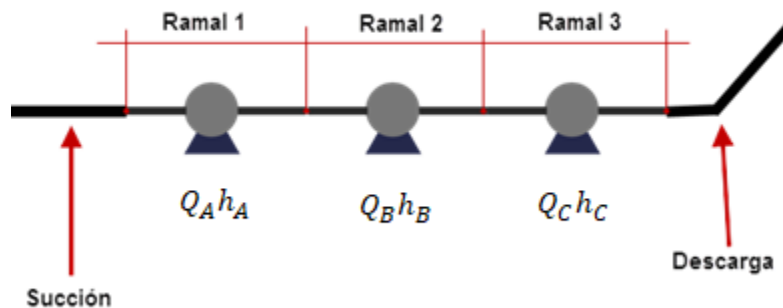 Ramal 1 Ramal 2 Ramal 3
Q_A h_A Q_B h_B Q_C h_C
Descarga
Succión